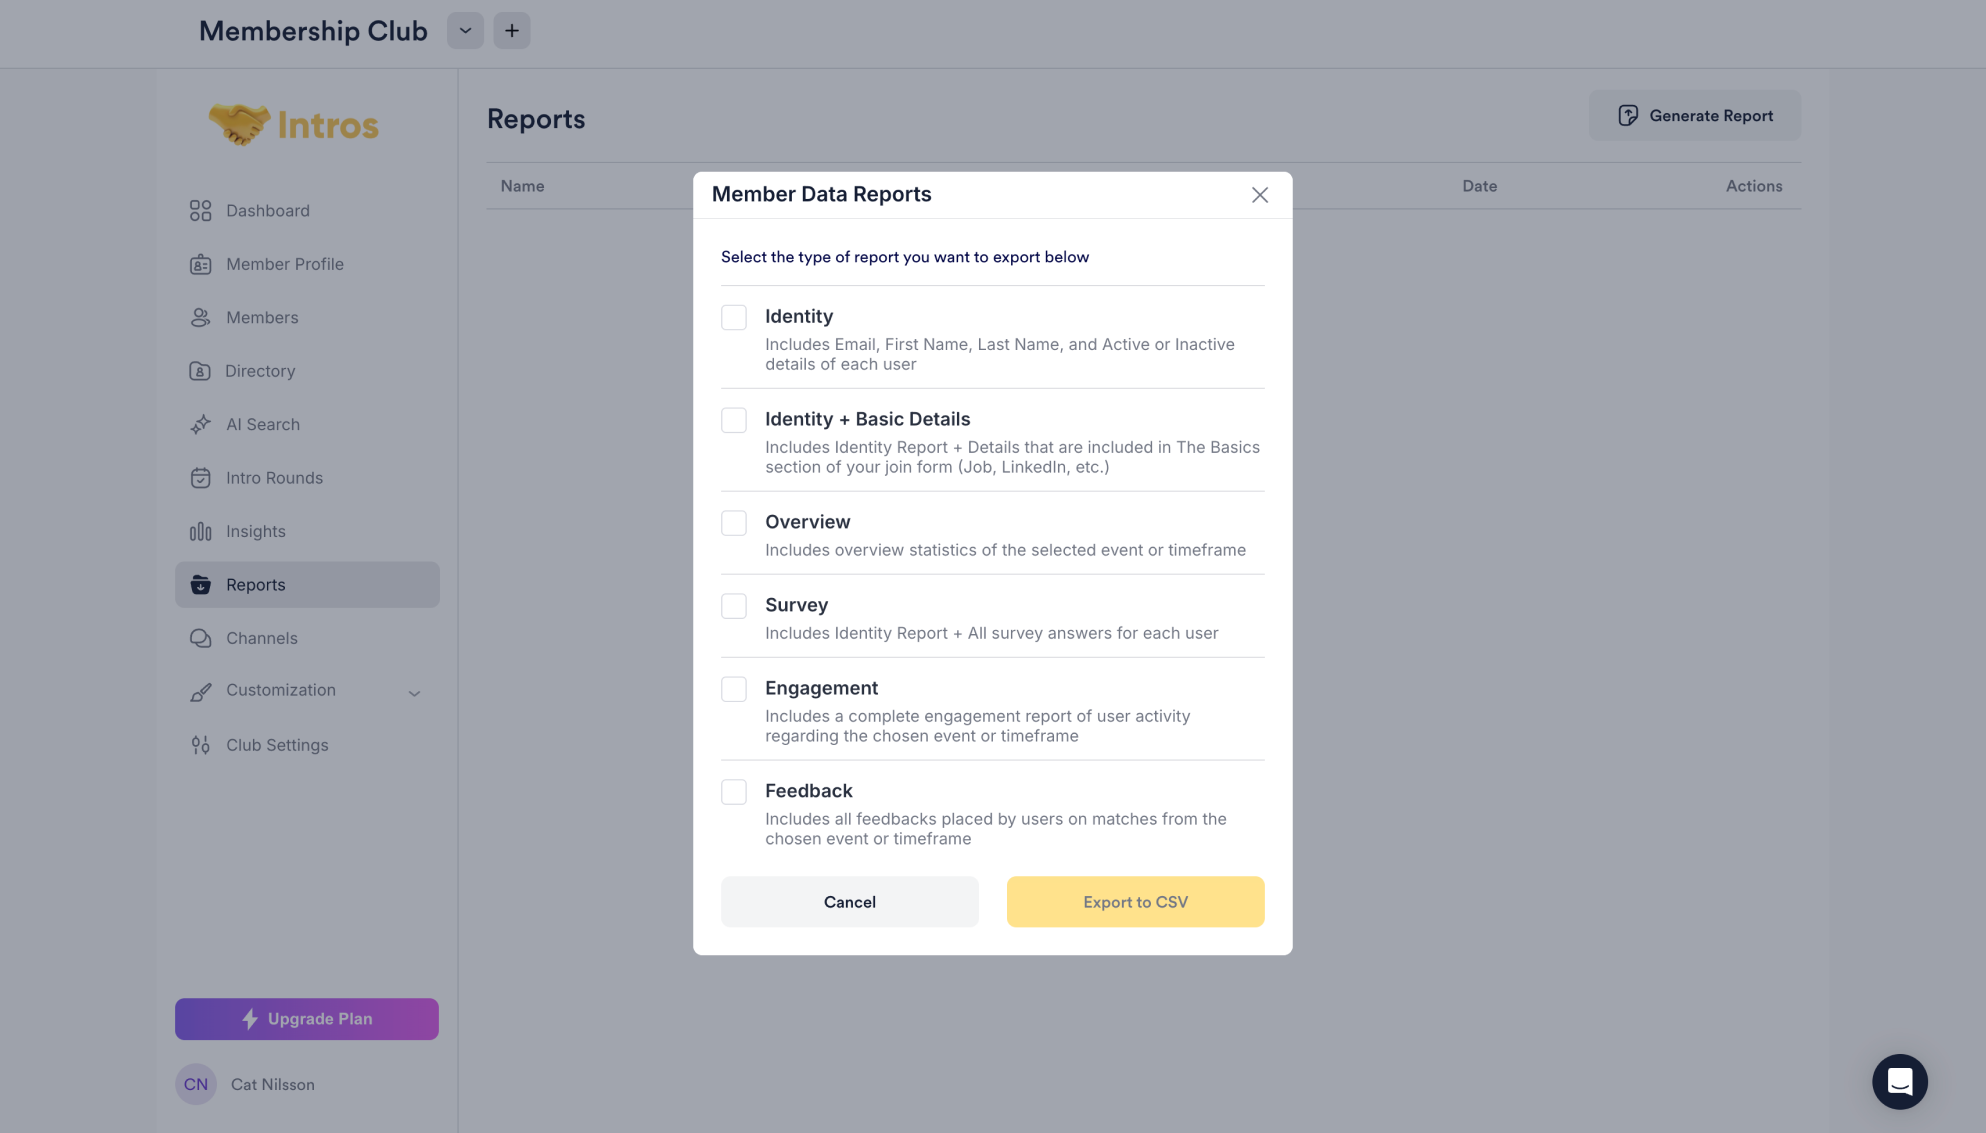 Membership Club
Intros
Dashboard
Member Profile
Members
Directory
AI Search
Intro Rounds
Insights
Reports
Channels
Customization
Club Settings
Upgrade Plan
CN
Cat Nilsson
Reports
Generate Report
Name
Date
Actions
Member Data Reports
Select the type of report you want to export below
Identity
Includes Email, First Name, Last Name, and Active or Inactive
details of each user
Identity + Basic Details
Includes Identity Report + Details that are included in The Basics
section of your join form (Job, LinkedIn, etc.)
Overview
Includes overview statistics of the selected event or timeframe
Survey
Includes Identity Report + All survey answers for each user
Engagement
Includes a complete engagement report of user activity
regarding the chosen event or timeframe
Feedback
Includes all feedbacks placed by users on matches from the
chosen event or timeframe
Cancel
Export to CSV